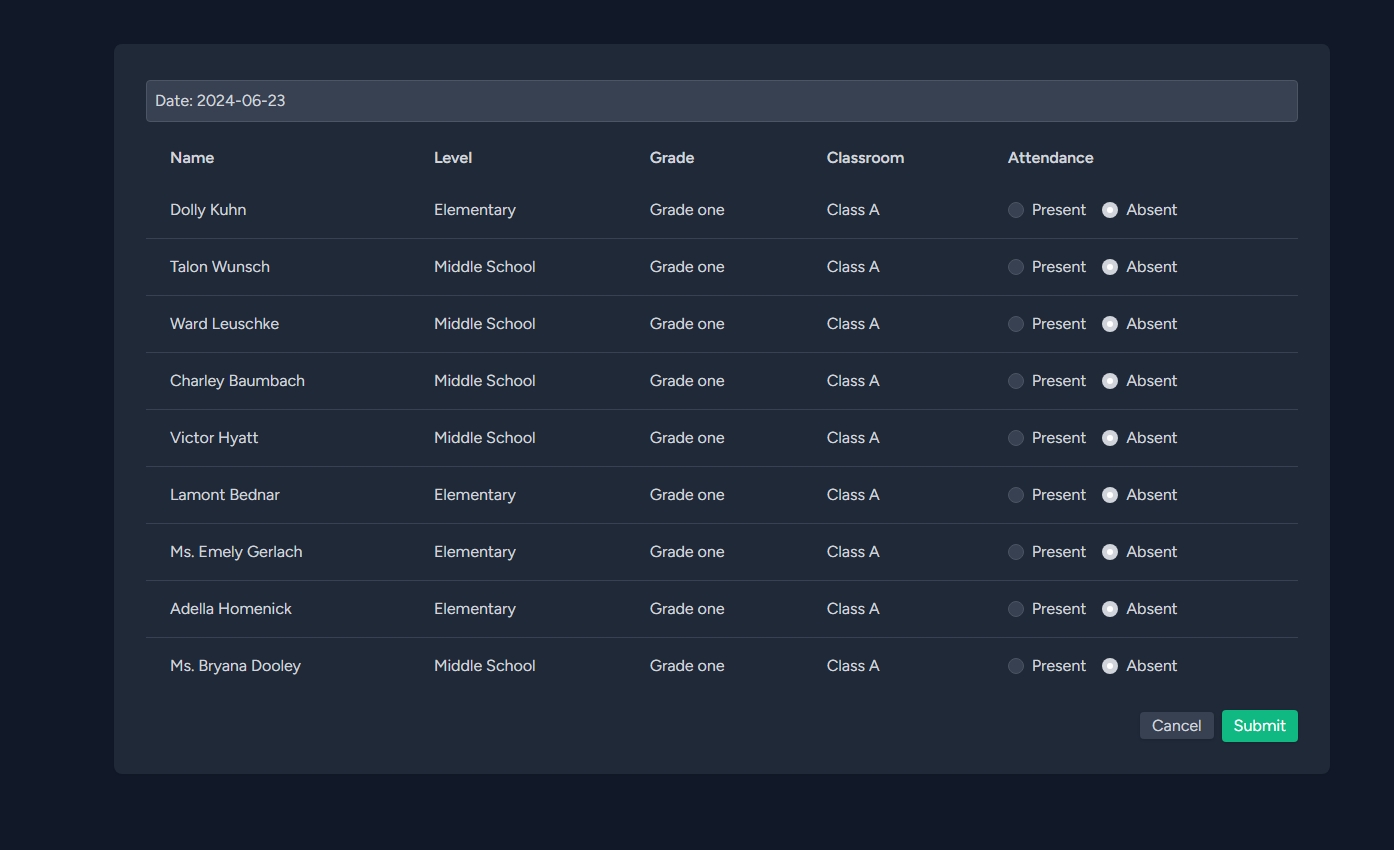 Date: 2024-06-23
Name Level Grade Classroom Attendance
Dolly Kuhn Elementary Grade one Class A Present Absent
Talon Wunsch Middle School Grade one Class A Present Absent
Ward Leuschke Middle School Grade one Class A Present Absent
Charley Baumbach Middle School Grade one Class A Present Absent
Victor Hyatt Middle School Grade one Class A Present Absent
Lamont Bednar Elementary Grade one Class A Present Absent
Ms. Emely Gerlach Elementary Grade one Class A Present Absent
Adella Homenick Elementary Grade one Class A Present Absent
Ms. Bryana Dooley Middle School Grade one Class A Present Absent
Cancel Submit